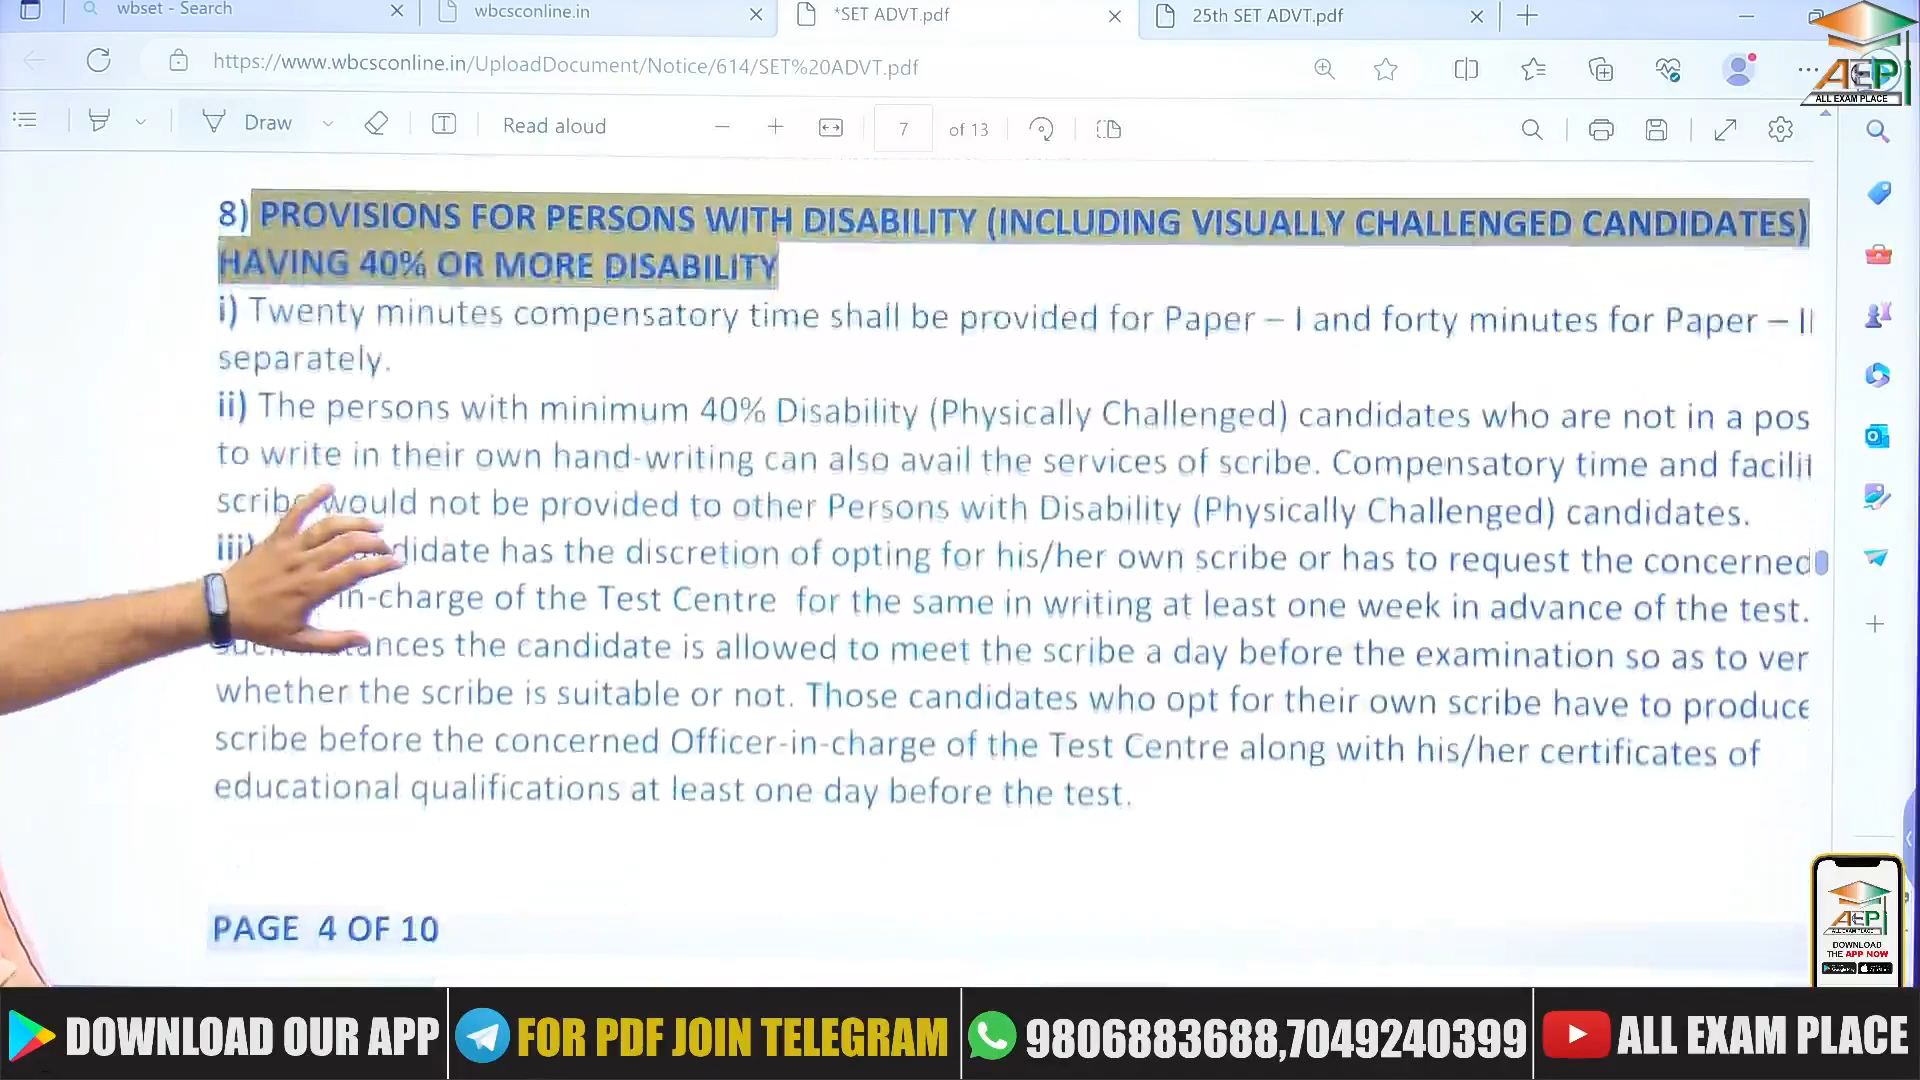 wbset - Search
wbcsconline.in
*SET ADVT.pdf
25th SET ADVT.pdf
https://www.wbcsconline.in/UploadDocument/Notice/614/SET%20ADVT.pdf
AEPI
ALL EXAM PLACE
Draw
Read aloud
7 of 13
8) PROVISIONS FOR PERSONS WITH DISABILITY (INCLUDING VISUALLY CHALLENGED CANDIDATES)
HAVING 40% OR MORE DISABILITY
i) Twenty minutes compensatory time shall be provided for Paper – I and forty minutes for Paper – II
separately.
ii) The persons with minimum 40% Disability (Physically Challenged) candidates who are not in a pos
to write in their own hand-writing can also avail the services of scribe. Compensatory time and facilit
scribe would not be provided to other Persons with Disability (Physically Challenged) candidates.
iii) didate has the discretion of opting for his/her own scribe or has to request the concerned
in-charge of the Test Centre for the same in writing at least one week in advance of the test.
such instances the candidate is allowed to meet the scribe a day before the examination so as to ver
whether the scribe is suitable or not. Those candidates who opt for their own scribe have to produce
scribe before the concerned Officer-in-charge of the Test Centre along with his/her certificates of
educational qualifications at least one day before the test.
PAGE 4 OF 10
AEPI
ALL EXAM PLACE
DOWNLOAD
THE APP NOW
DOWNLOAD OUR APP
FOR PDF JOIN TELEGRAM
9806883688,7049240399
ALL EXAM PLACE